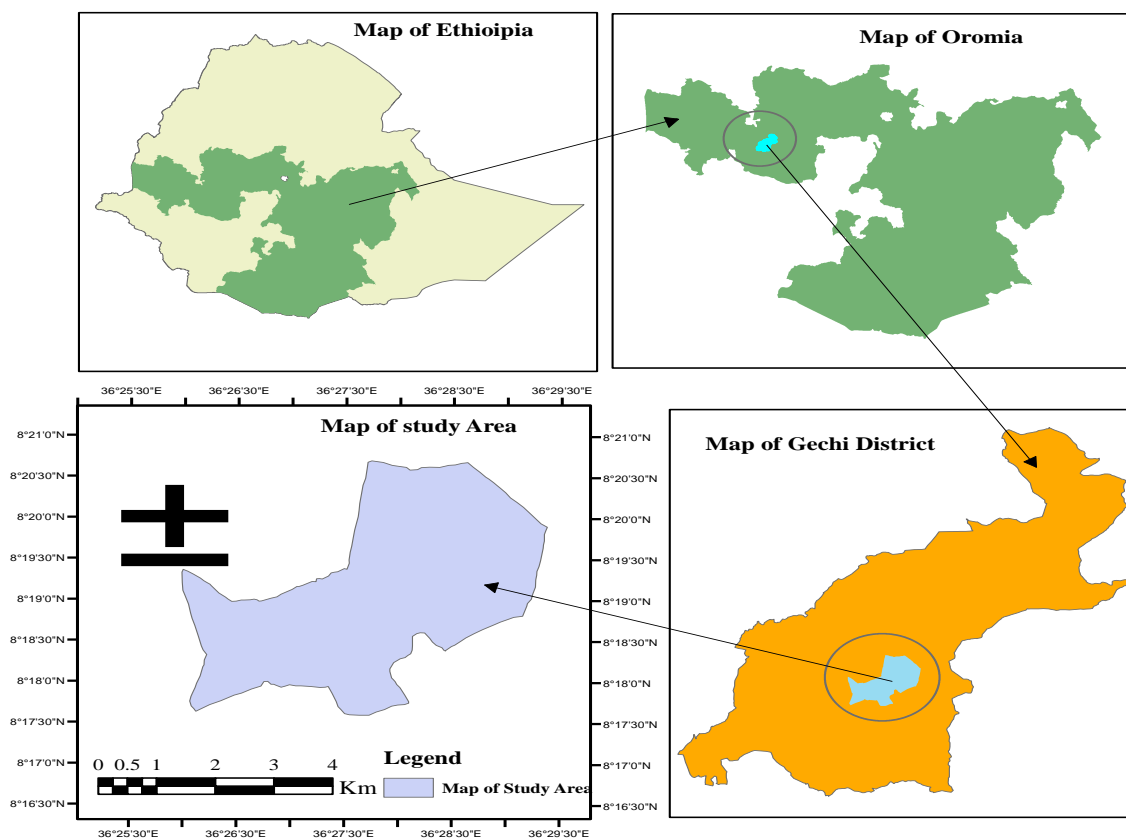 Map of Ethioipia
Map of Oromia
36°25'30"E 36°26'30"E 36°27'30"E 36°28'30"E 36°29'30"E
Map of study Area
Map of Gechi District
8°21'0"N
8°20'30"N
8°20'0"N
8°19'30"N
8°19'0"N
8°18'30"N
8°18'0"N
8°17'30"N
8°17'0"N
8°16'30"N
8°21'0"N
8°20'30"N
8°20'0"N
8°19'30"N
8°19'0"N
8°18'30"N
8°18'0"N
8°17'30"N
8°17'0"N
8°16'30"N
Legend
0 0.5 1 2 3 4
Km
Map of Study Area
36°25'30"E 36°26'30"E 36°27'30"E 36°28'30"E 36°29'30"E